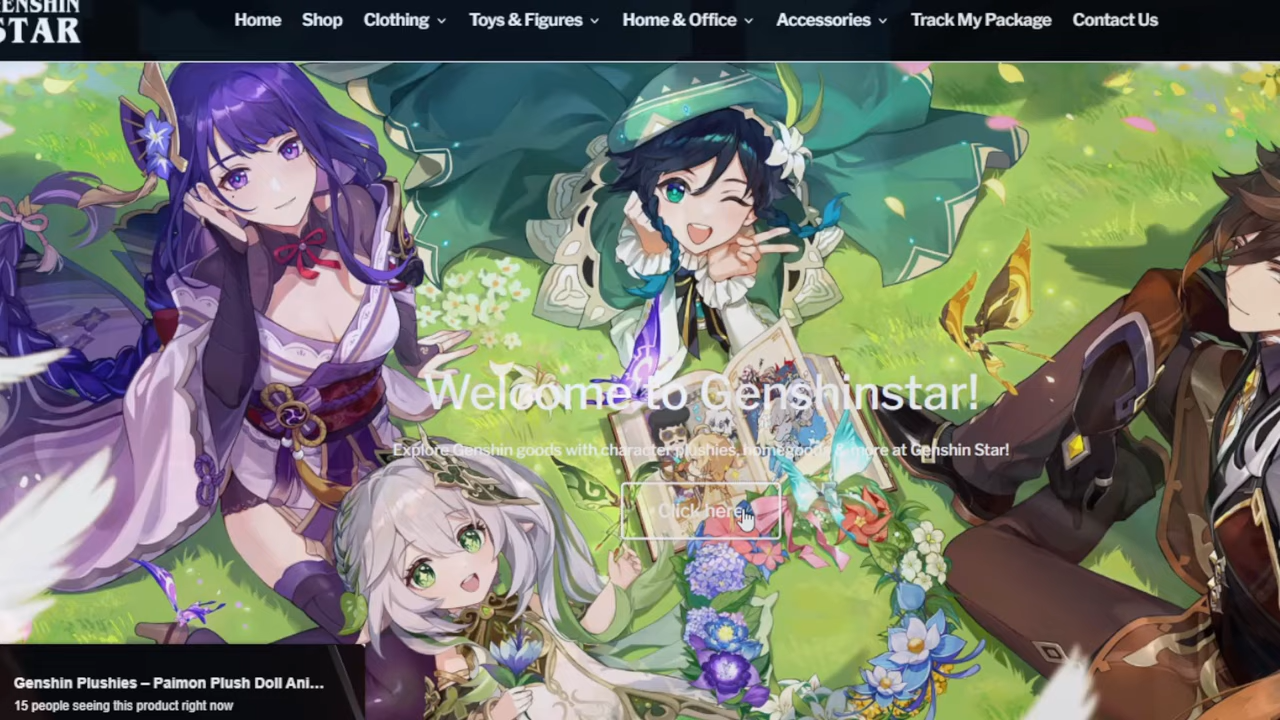 GENSHIN
STAR
Home Shop Clothing Toys & Figures Home & Office Accessories Track My Package Contact Us
Welcome to Genshinstar!
Explore Genshin goods with character plushies, homegoods & more at Genshin Star!
Click here
Genshin Plushies – Paimon Plush Doll Ani...
15 people seeing this product right now